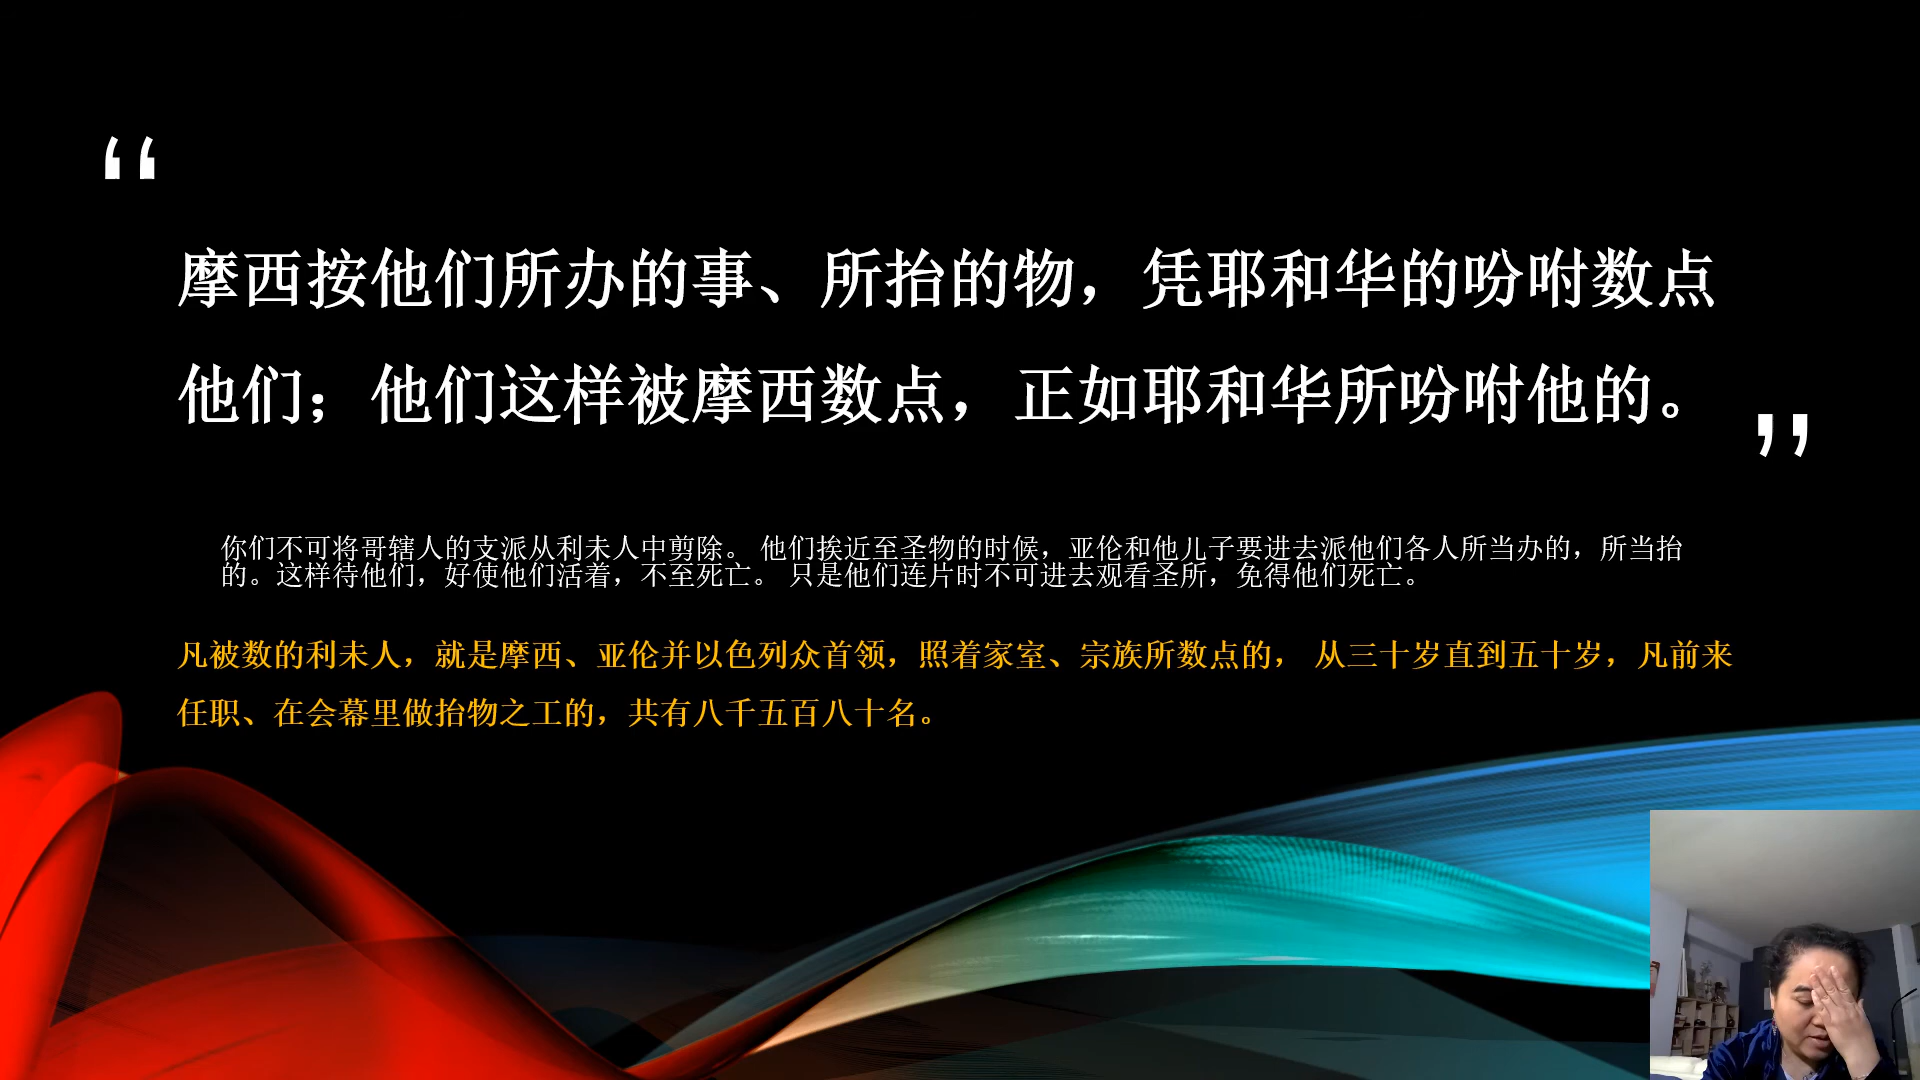 “
摩西按他们所办的事、所抬的物，凭耶和华的吩咐数点
他们；他们这样被摩西数点，正如耶和华所吩咐他的。
”
你们不可将哥辖人的支派从利未人中剪除。 他们挨近至圣物的时候，亚伦和他儿子要进去派他们各人所当办的，所当抬
的。这样待他们，好使他们活着，不至死亡。 只是他们连片时不可进去观看圣所，免得他们死亡。
凡被数的利未人，就是摩西、亚伦并以色列众首领，照着家室、宗族所数点的， 从三十岁直到五十岁，凡前来
任职、在会幕里做抬物之工的，共有八千五百八十名。